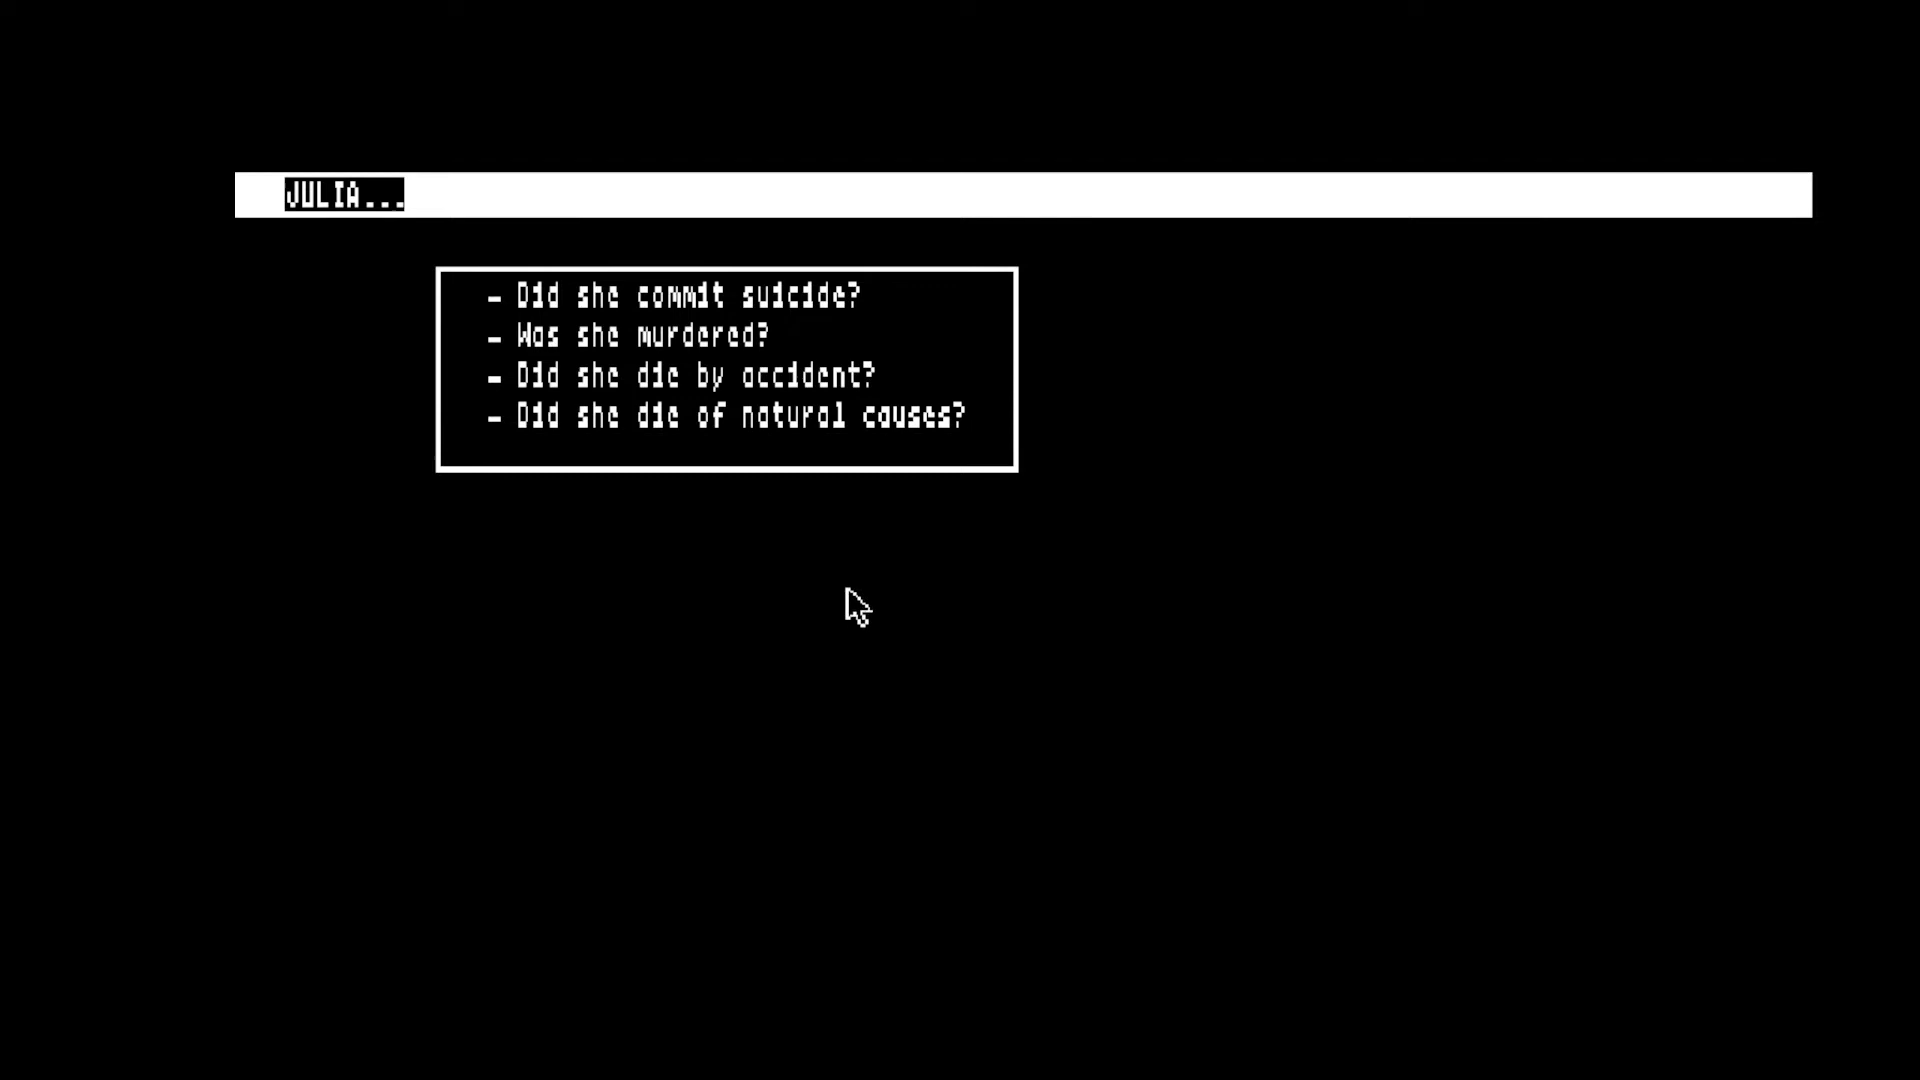 JULIA...
- Did she commit suicide?
- Was she murdered?
- Did she die by accident?
- Did she die of natural causes?